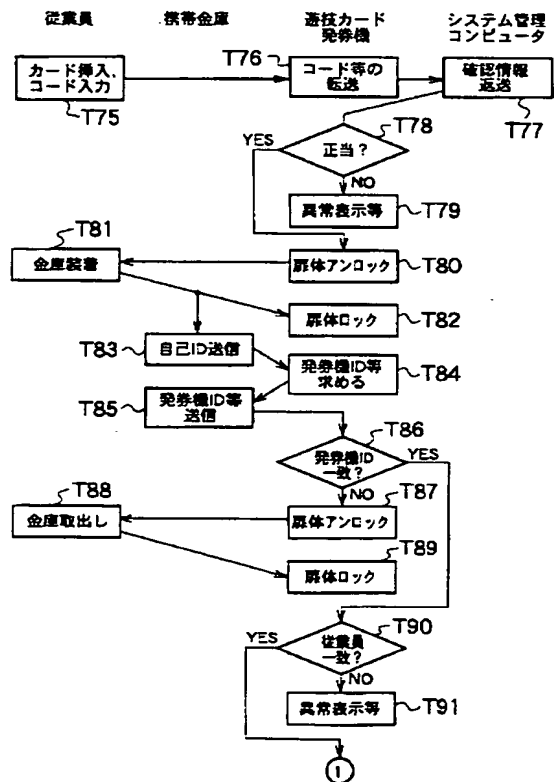 従業員
携帯金庫
遊技カード
発券機
システム管理
コンピュータ
カード挿入、
コード入力
T75
T76
コード等の
転送
確認情報
返送
T77
T78
正当?
YES
NO
異常表示等
T79
T81
金庫装着
扉体アンロック
T80
扉体ロック
T82
T83
自己ID送信
発券機ID等
求める
T84
T85
発券機ID等
送信
T86
発券機ID
一致?
YES
NO
T87
T88
金庫取出し
扉体アンロック
T89
扉体ロック
T90
従業員
一致?
YES
NO
異常表示等
T91
1